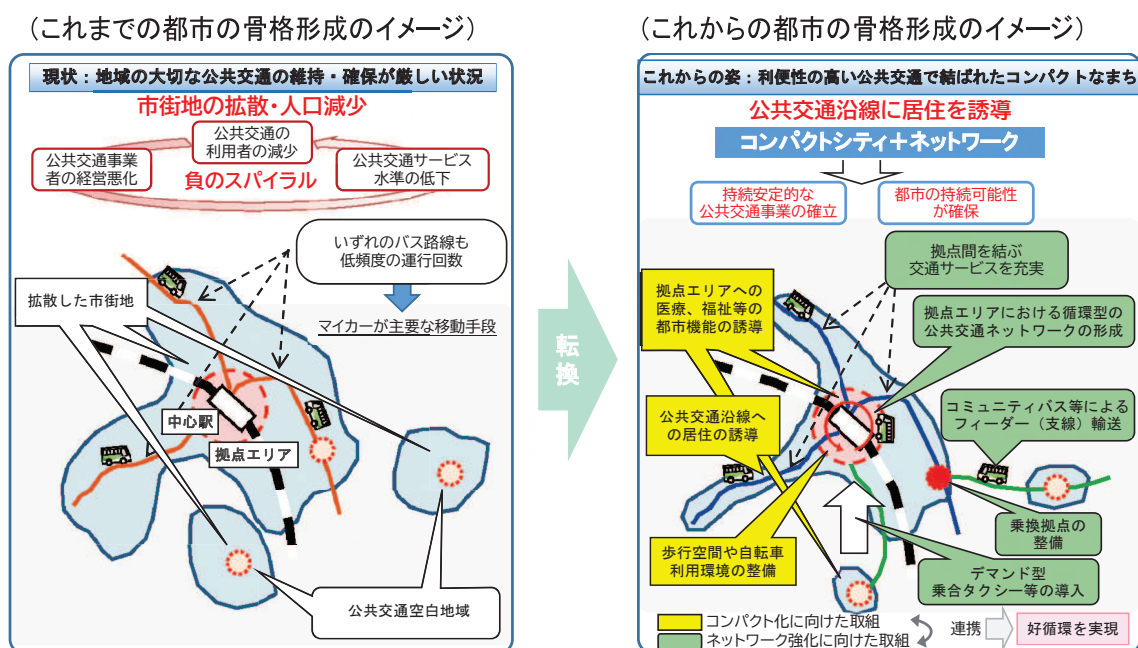 （これまでの都市の骨格形成のイメージ）
現状：地域の大切な公共交通の維持・確保が厳しい状況
市街地の拡散・人口減少
公共交通の
利用者の減少
公共交通事業
者の経営悪化
負のスパイラル
公共交通サービス
水準の低下
いずれのバス路線も
低頻度の運行回数
拡散した市街地
マイカーが主要な移動手段
中心駅
拠点エリア
公共交通空白地域
転
換
（これからの都市の骨格形成のイメージ）
これからの姿：利便性の高い公共交通で結ばれたコンパクトなまち
公共交通沿線に居住を誘導
コンパクトシティ＋ネットワーク
持続安定的な
公共交通事業の確立
都市の持続可能性
が確保
拠点間を結ぶ
交通サービスを充実
拠点エリアへの
医療、福祉等の
都市機能の誘導
拠点エリアにおける循環型の
公共交通ネットワークの形成
公共交通沿線へ
の居住の誘導
コミュニティバス等による
フィーダー（支線）輸送
乗換拠点の
整備
歩行空間や自転車
利用環境の整備
デマンド型
乗合タクシー等の導入
コンパクト化に向けた取組
ネットワーク強化に向けた取組
連携
好循環を実現